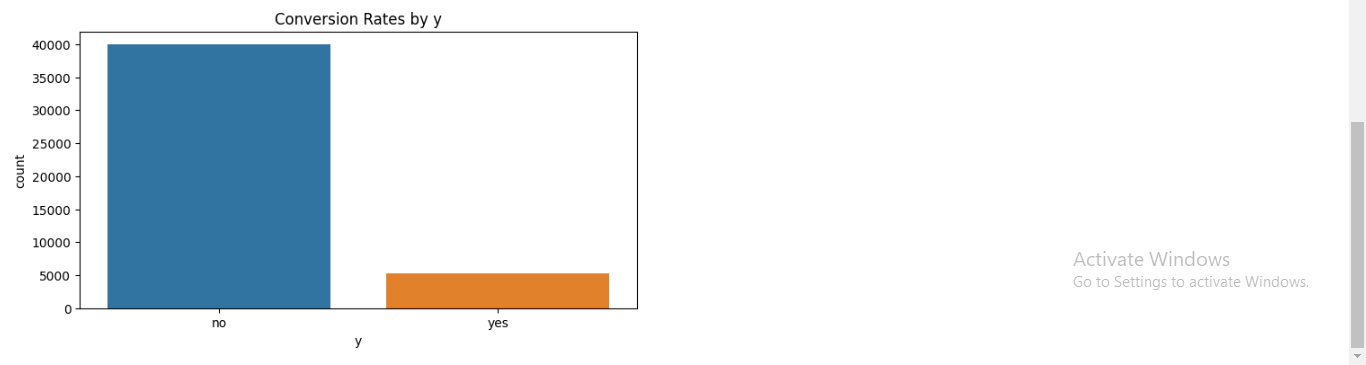 Conversion Rates by y
40000
35000
30000
25000
20000
15000
10000
5000
0
count
no yes
y
Activate Windows
Go to Settings to activate Windows.